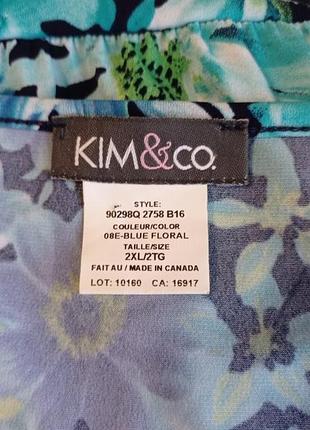 KIM&CO.
STYLE:
90298Q 2758 B16
COULEUR/COLOR
08E-BLUE FLORAL
TAILLE/SIZE
2XL/2TG
FAIT AU / MADE IN CANADA
LOT: 10160 CA: 16917